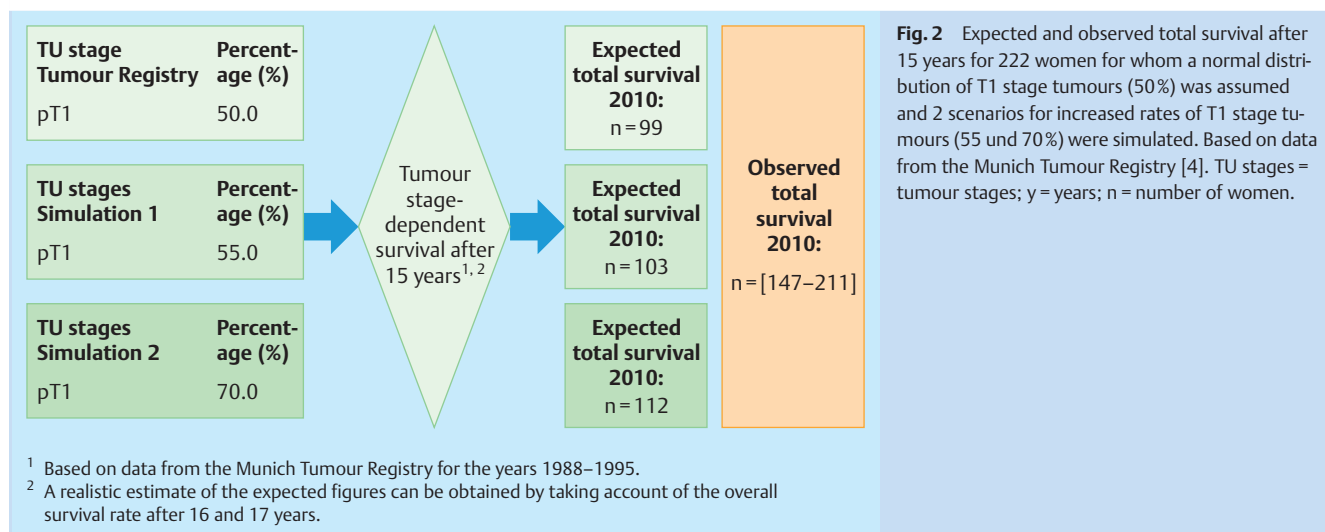 TU stage Percent-
Tumour Registry age (%)
pT1 50.0
TU stages Percent-
Simulation 1 age (%)
pT1 55.0
TU stages Percent-
Simulation 2 age (%)
pT1 70.0
Tumour
stage-
dependent
survival after
15 years1, 2
Expected
total survival
2010:
n = 99
Expected
total survival
2010:
n = 103
Expected
total survival
2010:
n = 112
Observed
total
survival
2010:
n = [147–211]
1 Based on data from the Munich Tumour Registry for the years 1988–1995.
2 A realistic estimate of the expected figures can be obtained by taking account of the overall
survival rate after 16 and 17 years.
Fig. 2 Expected and observed total survival after
15 years for 222 women for whom a normal distri-
bution of T1 stage tumours (50 %) was assumed
and 2 scenarios for increased rates of T1 stage tu-
mours (55 und 70 %) were simulated. Based on data
from the Munich Tumour Registry [4]. TU stages =
tumour stages; y = years; n = number of women.